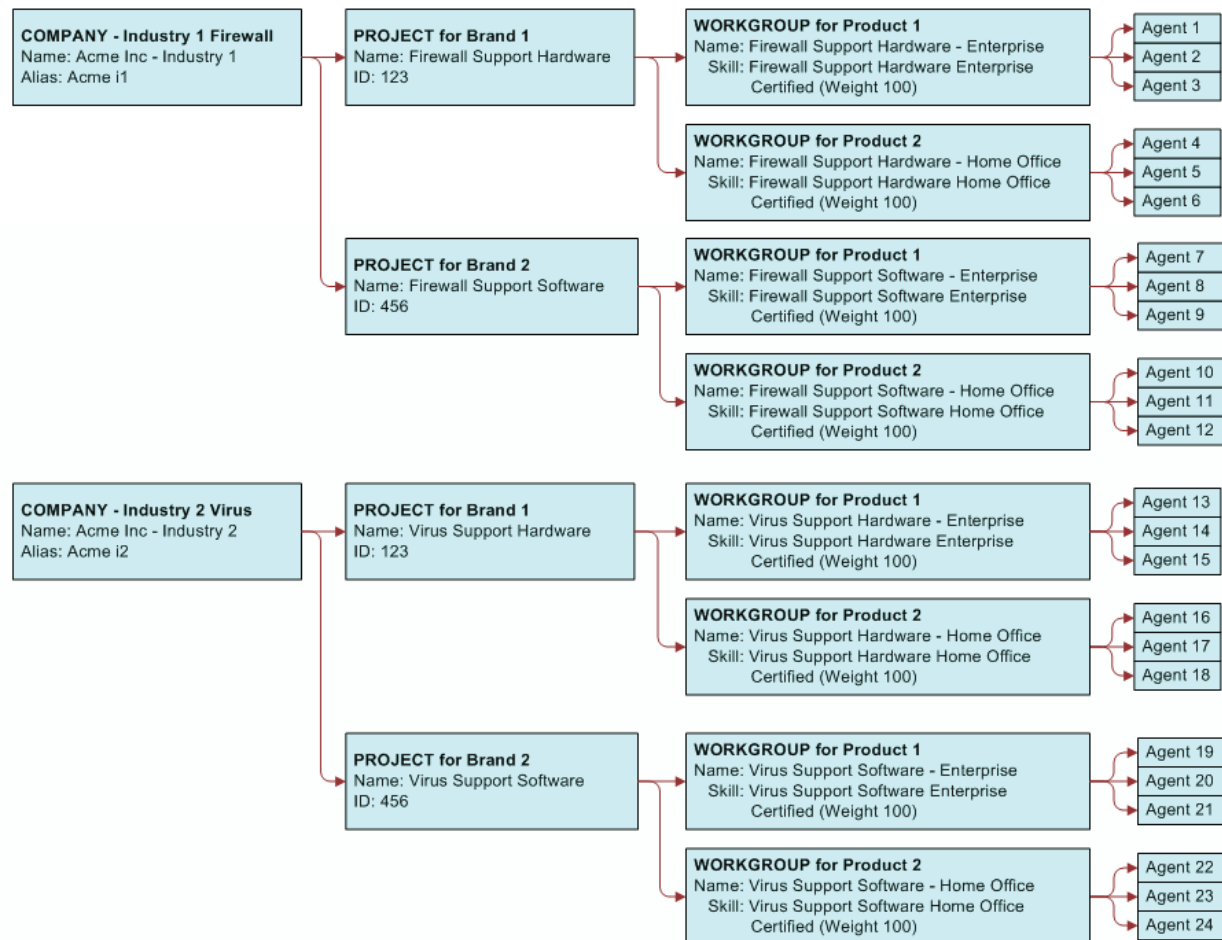 COMPANY - Industry 1 Firewall
Name: Acme Inc - Industry 1
Alias: Acme i1
PROJECT for Brand 1
Name: Firewall Support Hardware
ID: 123
WORKGROUP for Product 1
Name: Firewall Support Hardware - Enterprise
Skill: Firewall Support Hardware Enterprise
Certified (Weight 100)
Agent 1
Agent 2
Agent 3
WORKGROUP for Product 2
Name: Firewall Support Hardware - Home Office
Skill: Firewall Support Hardware Home Office
Certified (Weight 100)
Agent 4
Agent 5
Agent 6
PROJECT for Brand 2
Name: Firewall Support Software
ID: 456
WORKGROUP for Product 1
Name: Firewall Support Software - Enterprise
Skill: Firewall Support Software Enterprise
Certified (Weight 100)
Agent 7
Agent 8
Agent 9
WORKGROUP for Product 2
Name: Firewall Support Software - Home Office
Skill: Firewall Support Software Home Office
Certified (Weight 100)
Agent 10
Agent 11
Agent 12
COMPANY - Industry 2 Virus
Name: Acme Inc - Industry 2
Alias: Acme i2
PROJECT for Brand 1
Name: Virus Support Hardware
ID: 123
WORKGROUP for Product 1
Name: Virus Support Hardware - Enterprise
Skill: Virus Support Hardware Enterprise
Certified (Weight 100)
Agent 13
Agent 14
Agent 15
WORKGROUP for Product 2
Name: Virus Support Hardware - Home Office
Skill: Virus Support Hardware Home Office
Certified (Weight 100)
Agent 16
Agent 17
Agent 18
PROJECT for Brand 2
Name: Virus Support Software
ID: 456
WORKGROUP for Product 1
Name: Virus Support Software - Enterprise
Skill: Virus Support Software Enterprise
Certified (Weight 100)
Agent 19
Agent 20
Agent 21
WORKGROUP for Product 2
Name: Virus Support Software - Home Office
Skill: Virus Support Software Home Office
Certified (Weight 100)
Agent 22
Agent 23
Agent 24